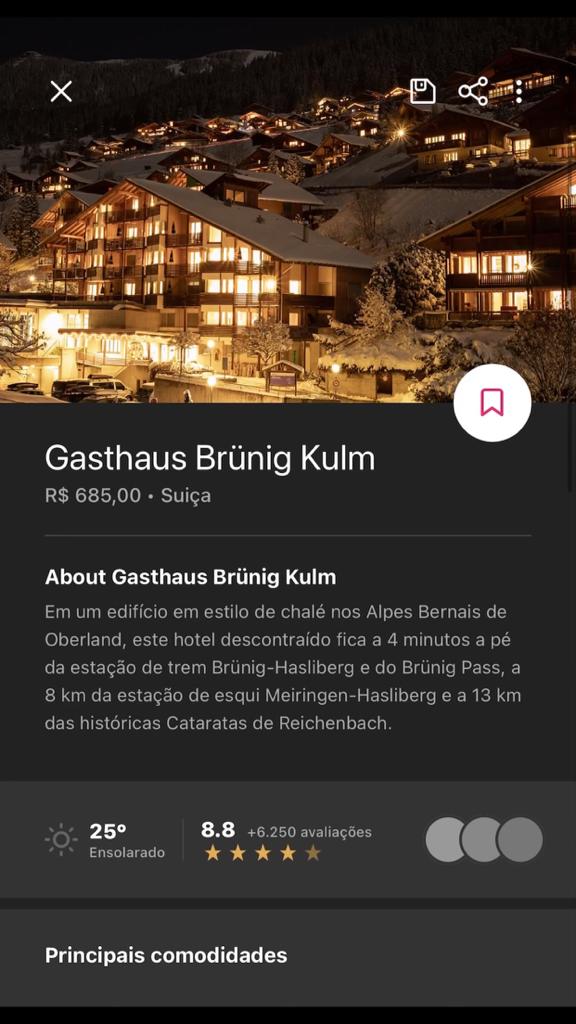 Gasthaus Brünig Kulm
R$ 685,00 • Suiça
About Gasthaus Brünig Kulm
Em um edifício em estilo de chalé nos Alpes Bernais de
Oberland, este hotel descontraído fica a 4 minutos a pé
da estação de trem Brünig-Hasliberg e do Brünig Pass, a
8 km da estação de esqui Meiringen-Hasliberg e a 13 km
das históricas Cataratas de Reichenbach.
25º
Ensolarado
8.8 +6.250 avaliações
Principais comodidades